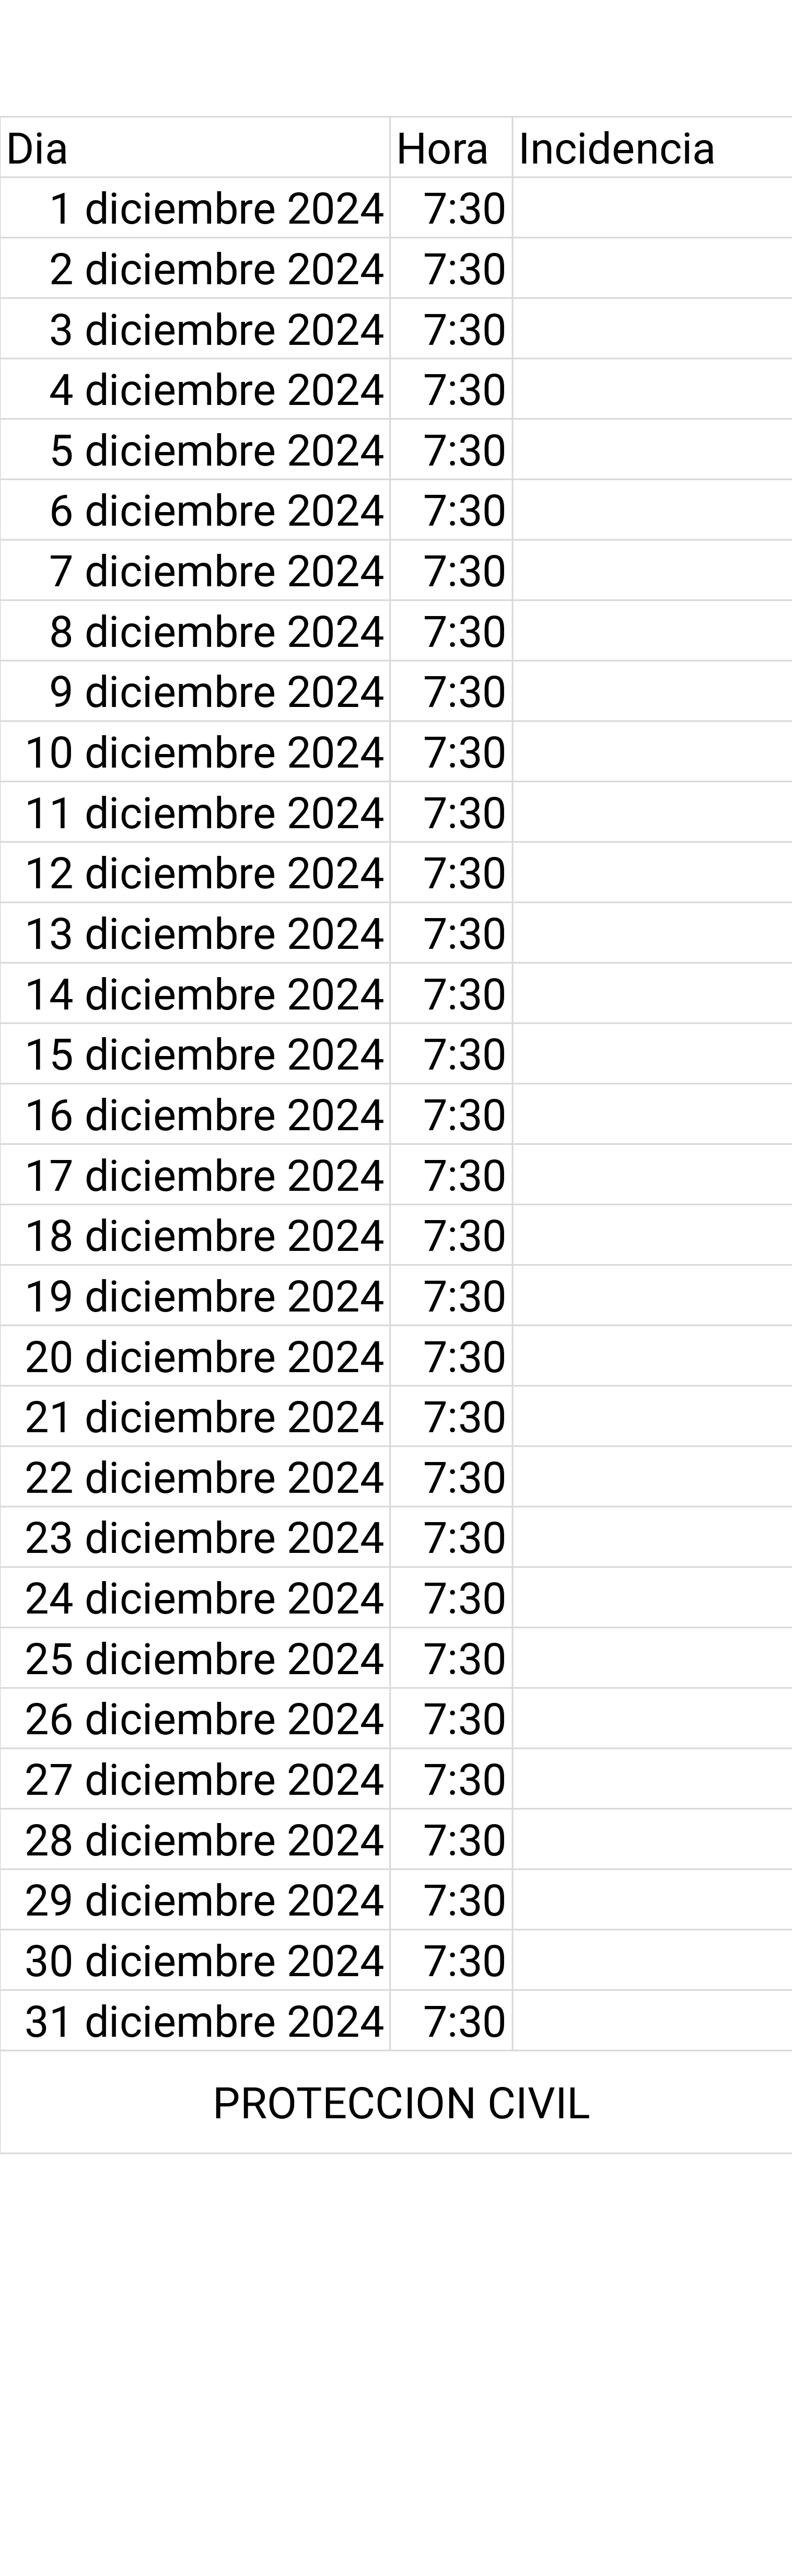 Dia Hora Incidencia
1 diciembre 2024 7:30
2 diciembre 2024 7:30
3 diciembre 2024 7:30
4 diciembre 2024 7:30
5 diciembre 2024 7:30
6 diciembre 2024 7:30
7 diciembre 2024 7:30
8 diciembre 2024 7:30
9 diciembre 2024 7:30
10 diciembre 2024 7:30
11 diciembre 2024 7:30
12 diciembre 2024 7:30
13 diciembre 2024 7:30
14 diciembre 2024 7:30
15 diciembre 2024 7:30
16 diciembre 2024 7:30
17 diciembre 2024 7:30
18 diciembre 2024 7:30
19 diciembre 2024 7:30
20 diciembre 2024 7:30
21 diciembre 2024 7:30
22 diciembre 2024 7:30
23 diciembre 2024 7:30
24 diciembre 2024 7:30
25 diciembre 2024 7:30
26 diciembre 2024 7:30
27 diciembre 2024 7:30
28 diciembre 2024 7:30
29 diciembre 2024 7:30
30 diciembre 2024 7:30
31 diciembre 2024 7:30
PROTECCION CIVIL